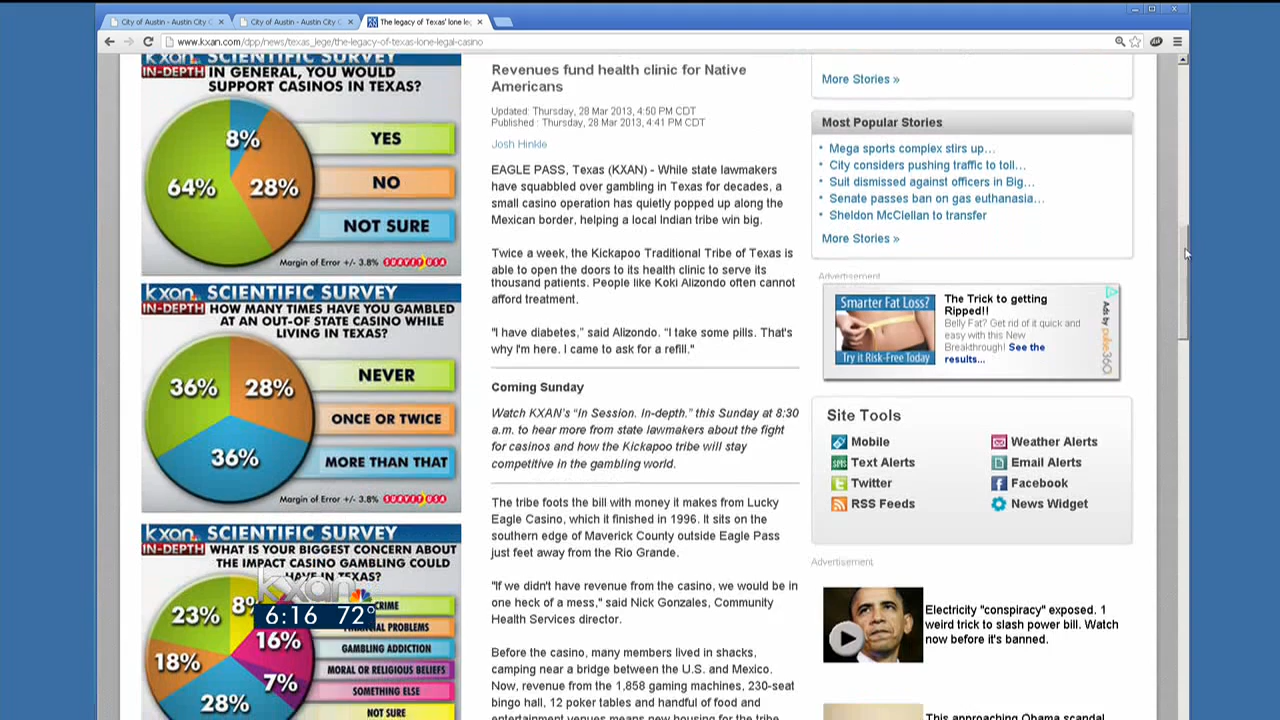 City of Austin - Austin City C
City of Austin - Austin City C
The legacy of Texas' lone leg
www.kxan.com/dpp/news/texas_lege/the-legacy-of-texas-lone-legal-casino
kxan SCIENTIFIC SURVEY
IN-DEPTH IN GENERAL, YOU WOULD
SUPPORT CASINOS IN TEXAS?
8%
64%
28%
YES
NO
NOT SURE
Margin of Error +/- 3.8% SURVEY USA
kxan SCIENTIFIC SURVEY
IN-DEPTH HOW MANY TIMES HAVE YOU GAMBLED
AT AN OUT-OF STATE CASINO WHILE
LIVING IN TEXAS?
36%
28%
36%
NEVER
ONCE OR TWICE
MORE THAN THAT
Margin of Error +/- 3.8% SURVEY USA
kxan SCIENTIFIC SURVEY
IN-DEPTH WHAT IS YOUR BIGGEST CONCERN ABOUT
THE IMPACT CASINO GAMBLING COULD
HAVE IN TEXAS?
23%
8%
16%
18%
7%
28%
CRIME
PROBLEMS
GAMBLING ADDICTION
MORAL OR RELIGIOUS BELIEFS
SOMETHING ELSE
NOT SURE
kxan
6:16 72°
Revenues fund health clinic for Native
Americans
Updated: Thursday, 28 Mar 2013, 4:50 PM CDT
Published : Thursday, 28 Mar 2013, 4:41 PM CDT
Josh Hinkle
EAGLE PASS, Texas (KXAN) - While state lawmakers
have squabbled over gambling in Texas for decades, a
small casino operation has quietly popped up along the
Mexican border, helping a local Indian tribe win big.
Twice a week, the Kickapoo Traditional Tribe of Texas is
able to open the doors to its health clinic to serve its
thousand patients. People like Koki Alizondo often cannot
afford treatment.
"I have diabetes," said Alizondo. "I take some pills. That's
why I'm here. I came to ask for a refill."
Coming Sunday
Watch KXAN's "In Session. In-depth." this Sunday at 8:30
a.m. to hear more from state lawmakers about the fight
for casinos and how the Kickapoo tribe will stay
competitive in the gambling world.
The tribe foots the bill with money it makes from Lucky
Eagle Casino, which it finished in 1996. It sits on the
southern edge of Maverick County outside Eagle Pass
just feet away from the Rio Grande.
"If we didn't have revenue from the casino, we would be in
one heck of a mess," said Nick Gonzales, Community
Health Services director.
Before the casino, many members lived in shacks,
camping near a bridge between the U.S. and Mexico.
Now, revenue from the 1,858 gaming machines, 230-seat
bingo hall, 12 poker tables and handful of food and
entertainment venues means new housing for the tribe
More Stories »
Most Popular Stories
• Mega sports complex stirs up…
• City considers pushing traffic to toll…
• Suit dismissed against officers in Big…
• Senate passes ban on gas euthanasia…
• Sheldon McClellan to transfer
More Stories »
Advertisement
Smarter Fat Loss?
Try it Risk-Free Today
The Trick to getting
Ripped!!
Belly Fat? Get rid of it quick and
easy with this New
Breakthrough! See the
results...
Ads by pulse360
Site Tools
Mobile
Weather Alerts
SMS Text Alerts
Email Alerts
Twitter
Facebook
RSS Feeds
News Widget
Advertisement
Electricity "conspiracy" exposed. 1
weird trick to slash power bill. Watch
now before it's banned.
This approaching Obama scandal